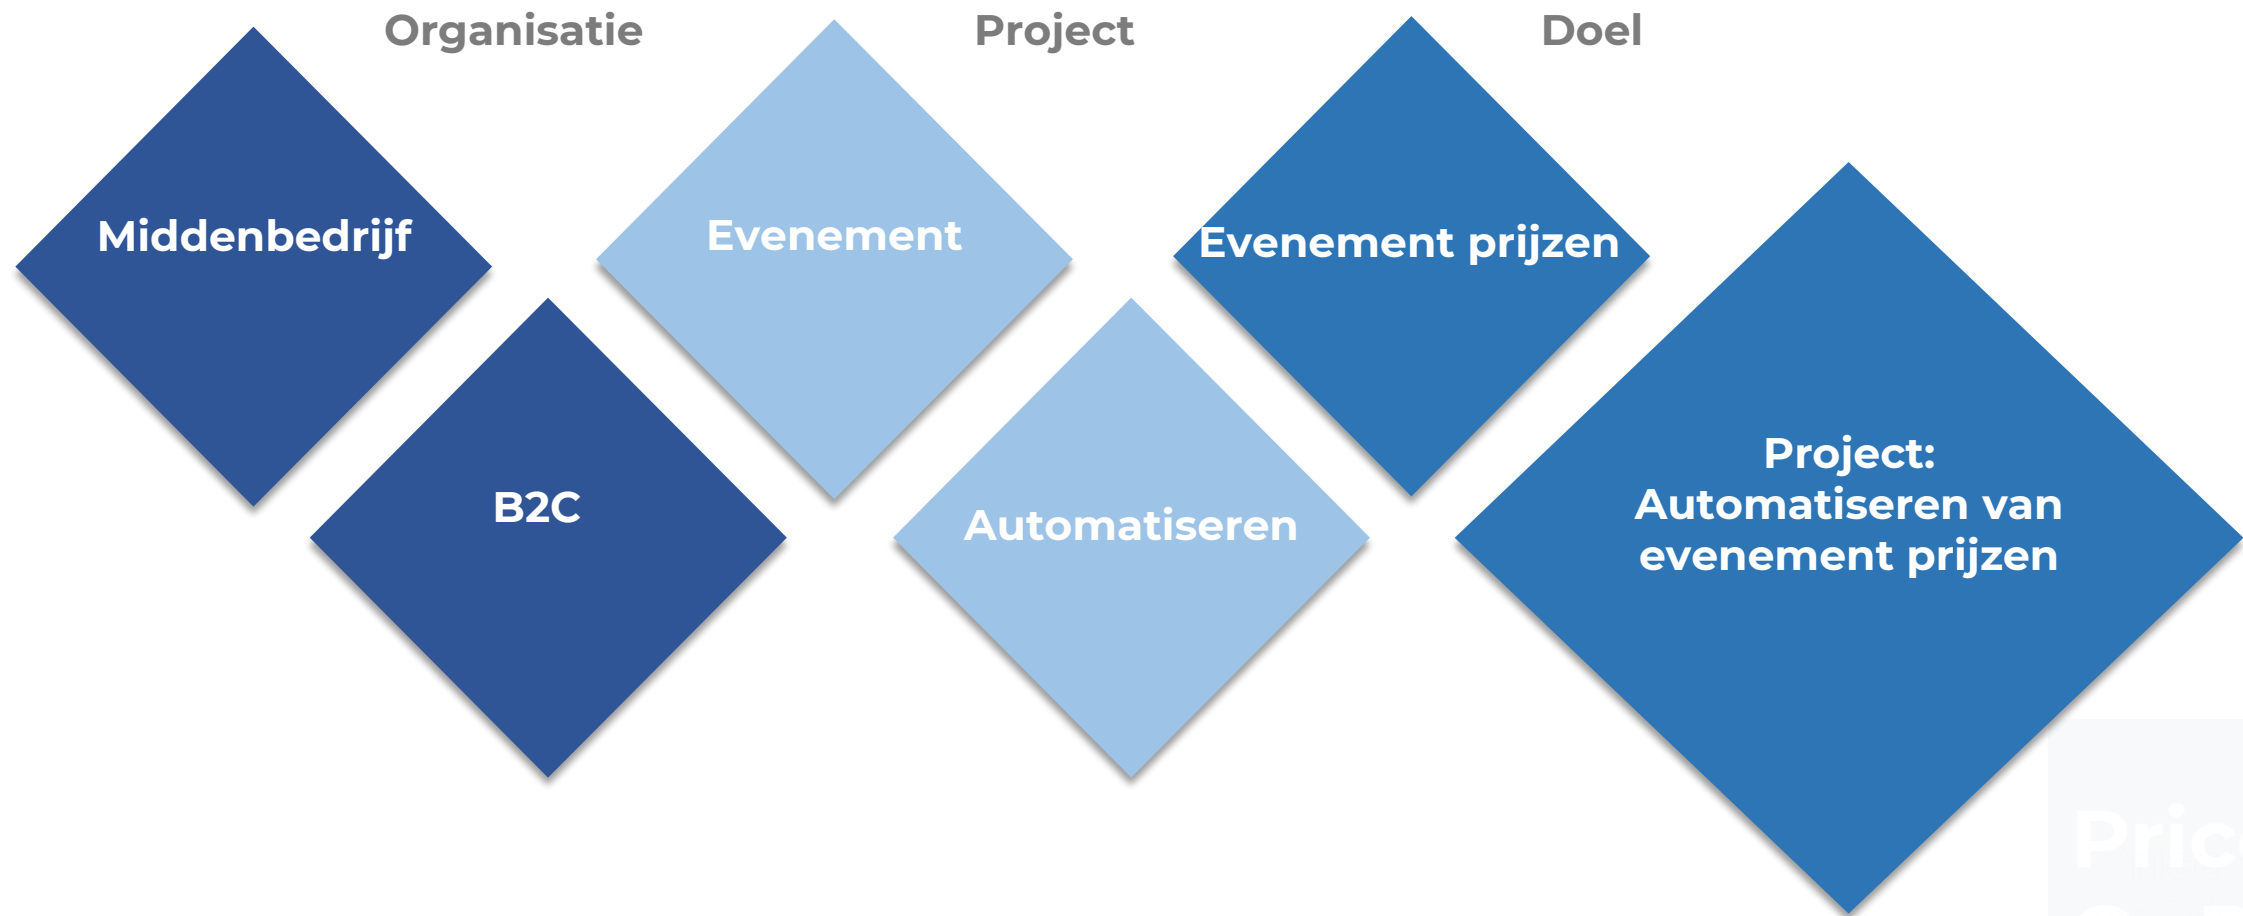 Organisatie
Project
Doel
Middenbedrijf
Evenement
Evenement prijzen
B2C
Automatiseren
Project:
Automatiseren van
evenement prijzen